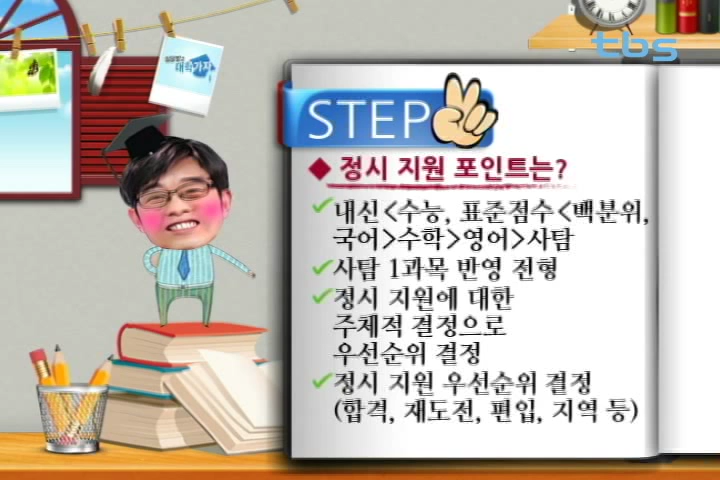 tbs
대학가자
STEP
◆ 정시 지원 포인트는?
내신<수능, 표준점수<백분위,
국어>수학>영어>사탐
사탐 1과목 반영 전형
정시 지원에 대한
주체적 결정으로
우선순위 결정
정시 지원 우선순위 결정
(합격, 재도전, 편입, 지역 등)